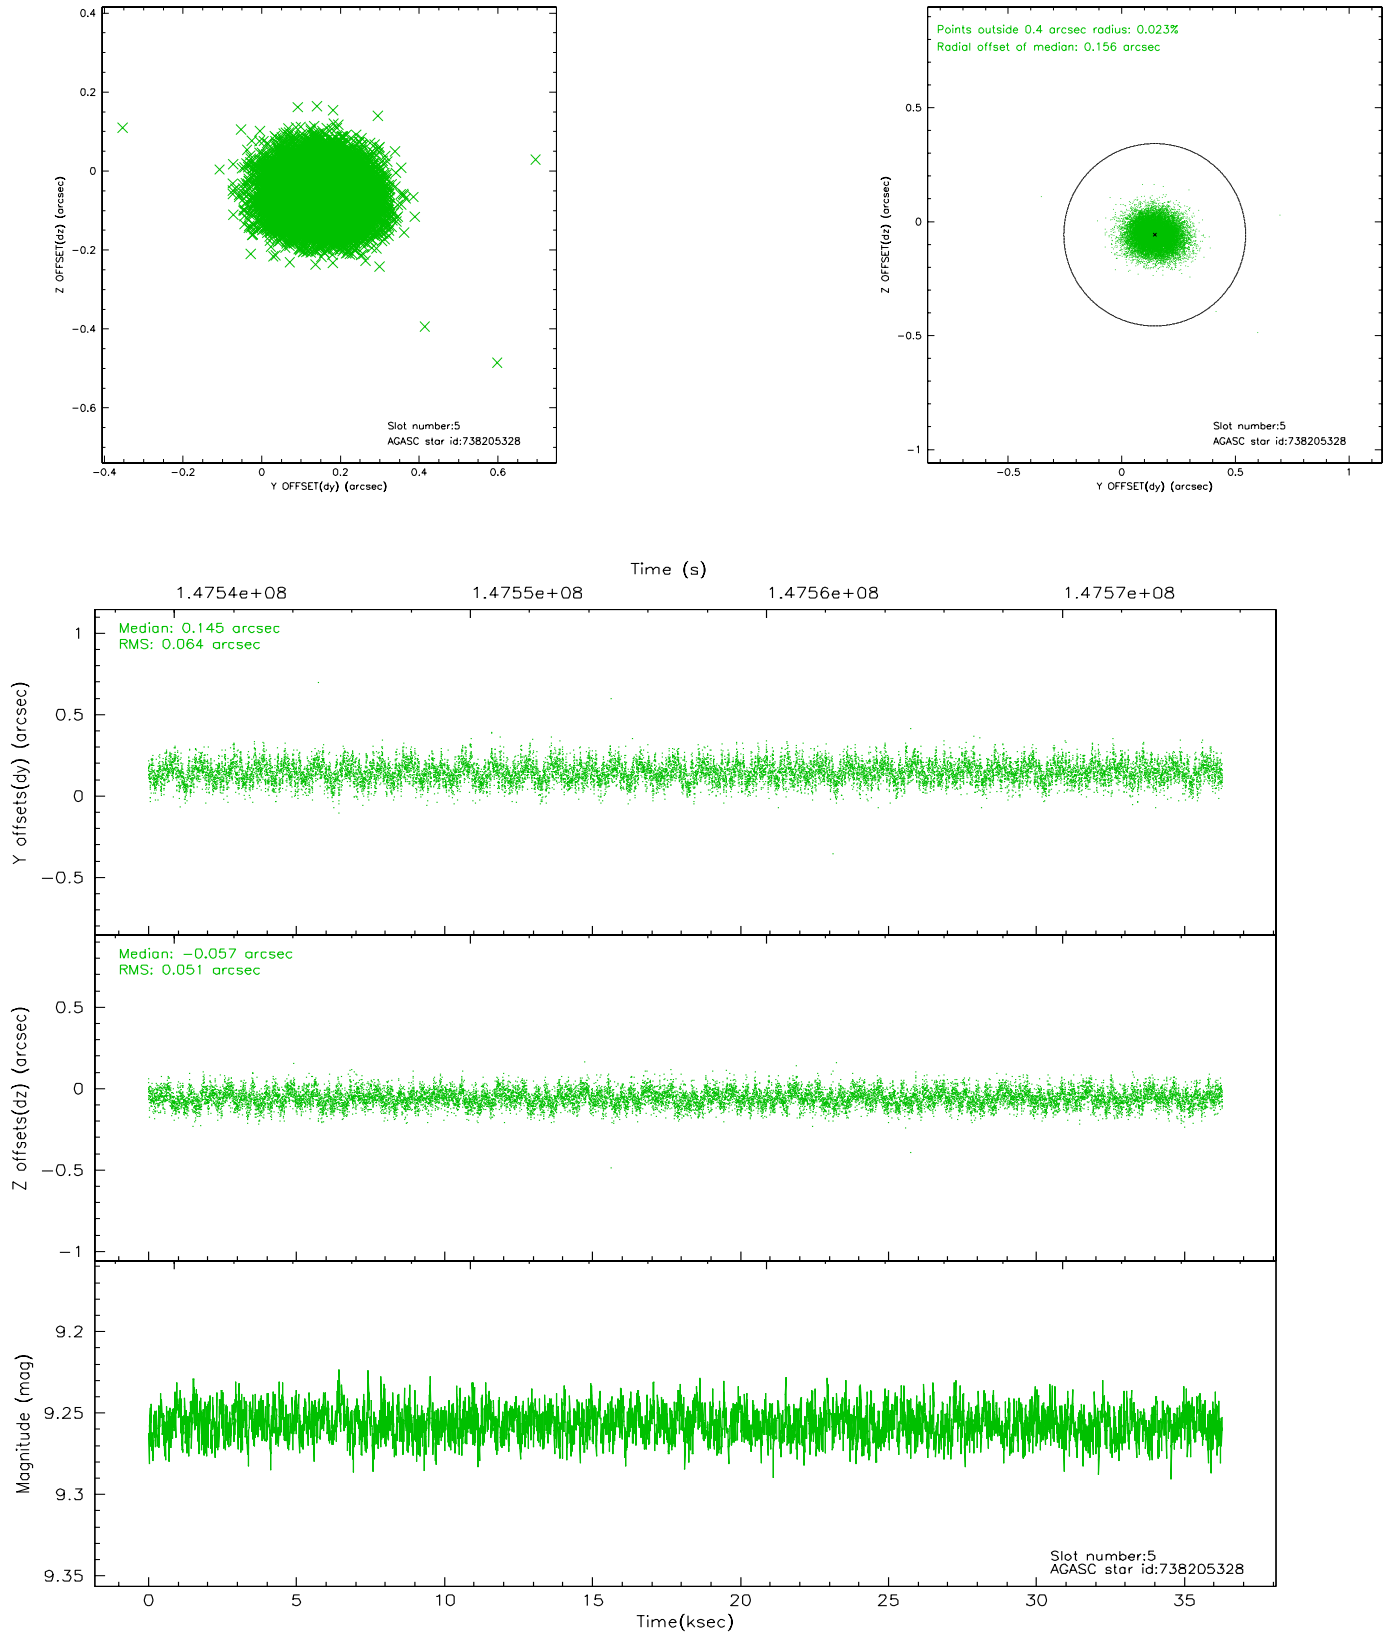 0.4
0.2
0
−0.2
−0.4
−0.6
Z OFFSET(dz) (arcsec)
Slot number:5
AGASC star id:738205328
−0.4
−0.2
0
0.2
0.4
0.6
Y OFFSET(dy) (arcsec)
Points outside 0.4 arcsec radius: 0.023%
Radial offset of median: 0.156 arcsec
0.5
0
−0.5
−1
Z OFFSET(dz) (arcsec)
Slot number:5
AGASC star id:738205328
−0.5
0
0.5
1
Y OFFSET(dy) (arcsec)
Time (s)
1.4754e+08
1.4755e+08
1.4756e+08
1.4757e+08
Median: 0.145 arcsec
RMS: 0.064 arcsec
1
0.5
0
−0.5
Y offsets(dy) (arcsec)
Median: −0.057 arcsec
RMS: 0.051 arcsec
0.5
0
−0.5
−1
Z offsets(dz) (arcsec)
9.2
9.25
9.3
9.35
Magnitude (mag)
Slot number:5
AGASC star id:738205328
0
5
10
15
20
25
30
35
Time(ksec)